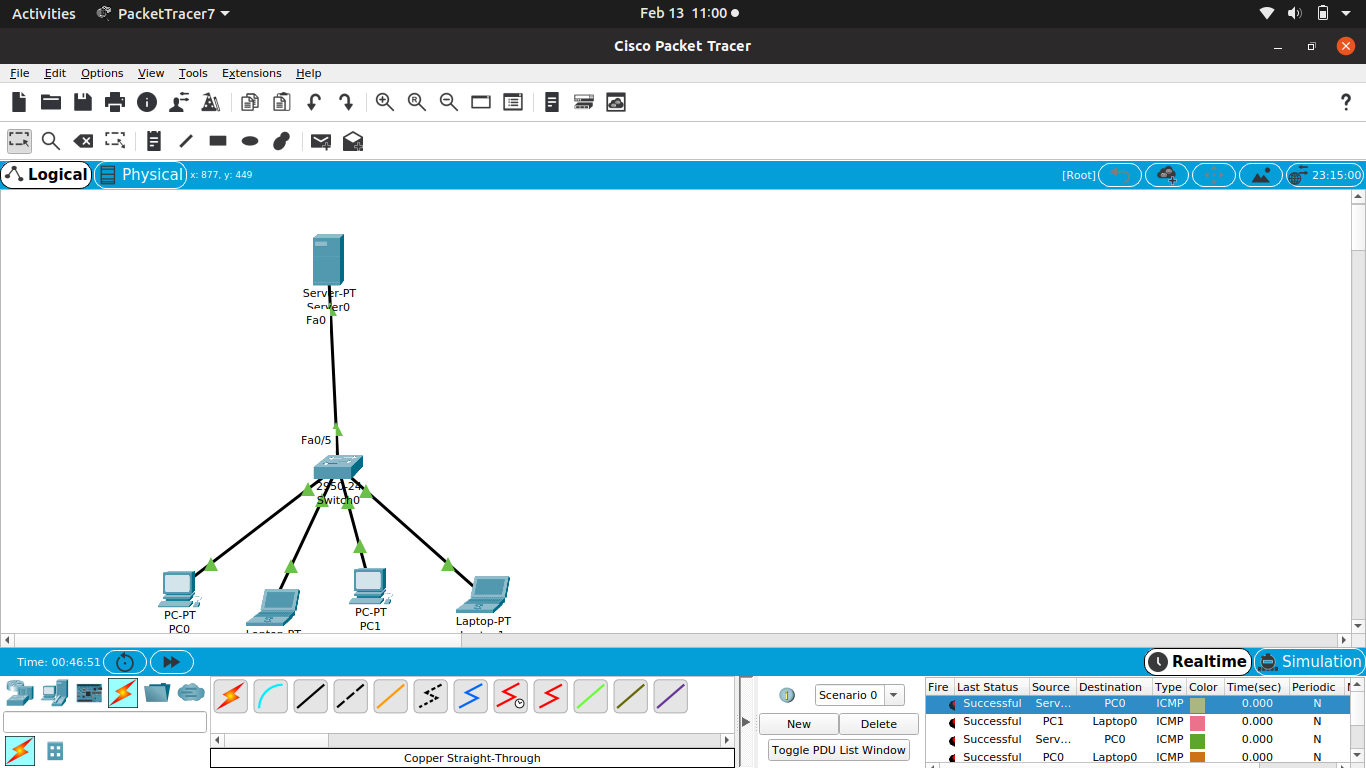 Activities PacketTracer7 Feb 13 11:00
Cisco Packet Tracer
File Edit Options View Tools Extensions Help
Logical Physical x: 877, y: 449 [Root] 23:15:00
Server-PT
Server0
Fa0
Fa0/5
2950-24
Switch0
PC-PT
PC0
Laptop-PT
PC-PT
PC1
Laptop-PT
Time: 00:46:51 Realtime Simulation
Scenario 0
New Delete
Toggle PDU List Window
Copper Straight-Through
Fire Last Status Source Destination Type Color Time(sec) Periodic
Successful Serv... PC0 ICMP 0.000 N
Successful PC1 Laptop0 ICMP 0.000 N
Successful Serv... PC0 ICMP 0.000 N
Successful PC0 Laptop0 ICMP 0.000 N